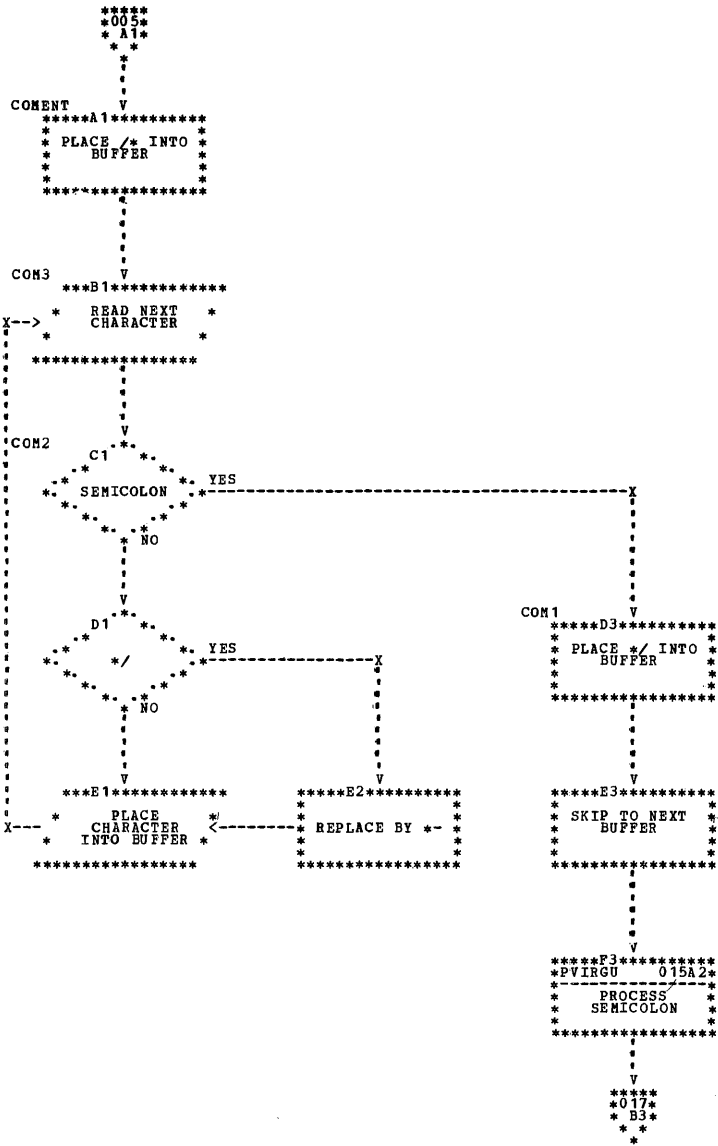 005
A1
COMENT
A1
PLACE /* INTO
BUFFER
COM3
B1
READ NEXT
CHARACTER
COM2
C1
SEMICOLON
YES
NO
D1
*/
YES
NO
COM1
D3
PLACE */ INTO
BUFFER
E1
PLACE
CHARACTER
INTO BUFFER
E2
REPLACE BY *-
E3
SKIP TO NEXT
BUFFER
F3
PVIRGU 015A2
PROCESS
SEMICOLON
017
B3